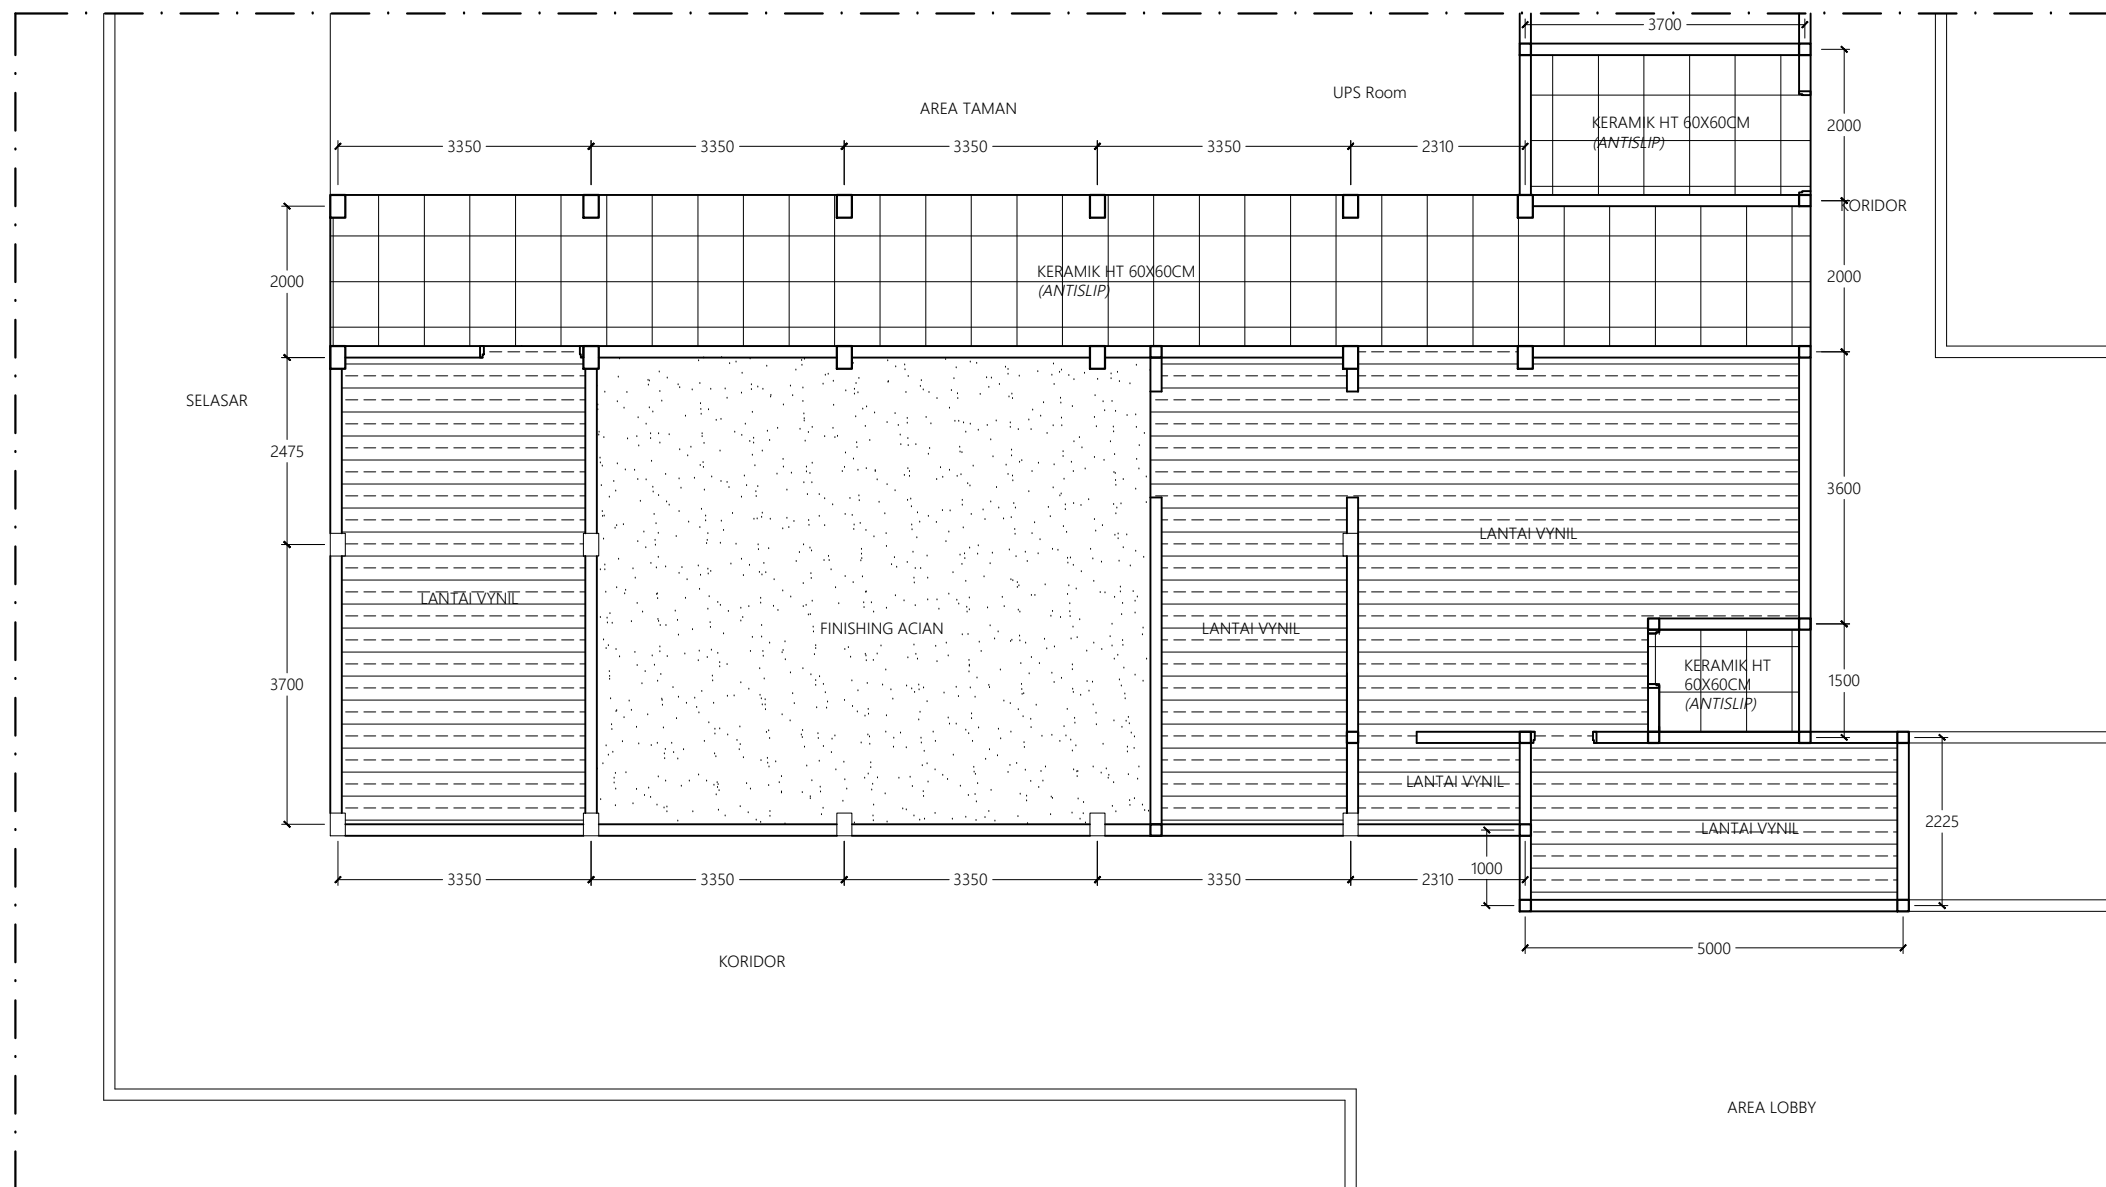 3700
UPS Room
AREA TAMAN
KERAMIK HT 60X60CM
(ANTISLIP)
2000
3350
3350
3350
3350
2310
KORIDOR
KERAMIK HT 60X60CM
(ANTISLIP)
2000
2000
SELASAR
2475
3600
LANTAI VYNIL
LANTAI VYNIL
FINISHING ACIAN
LANTAI VYNIL
KERAMIK HT
60X60CM
(ANTISLIP)
1500
3700
LANTAI VYNIL
LANTAI VYNIL
2225
1000
3350
3350
3350
3350
2310
5000
KORIDOR
AREA LOBBY